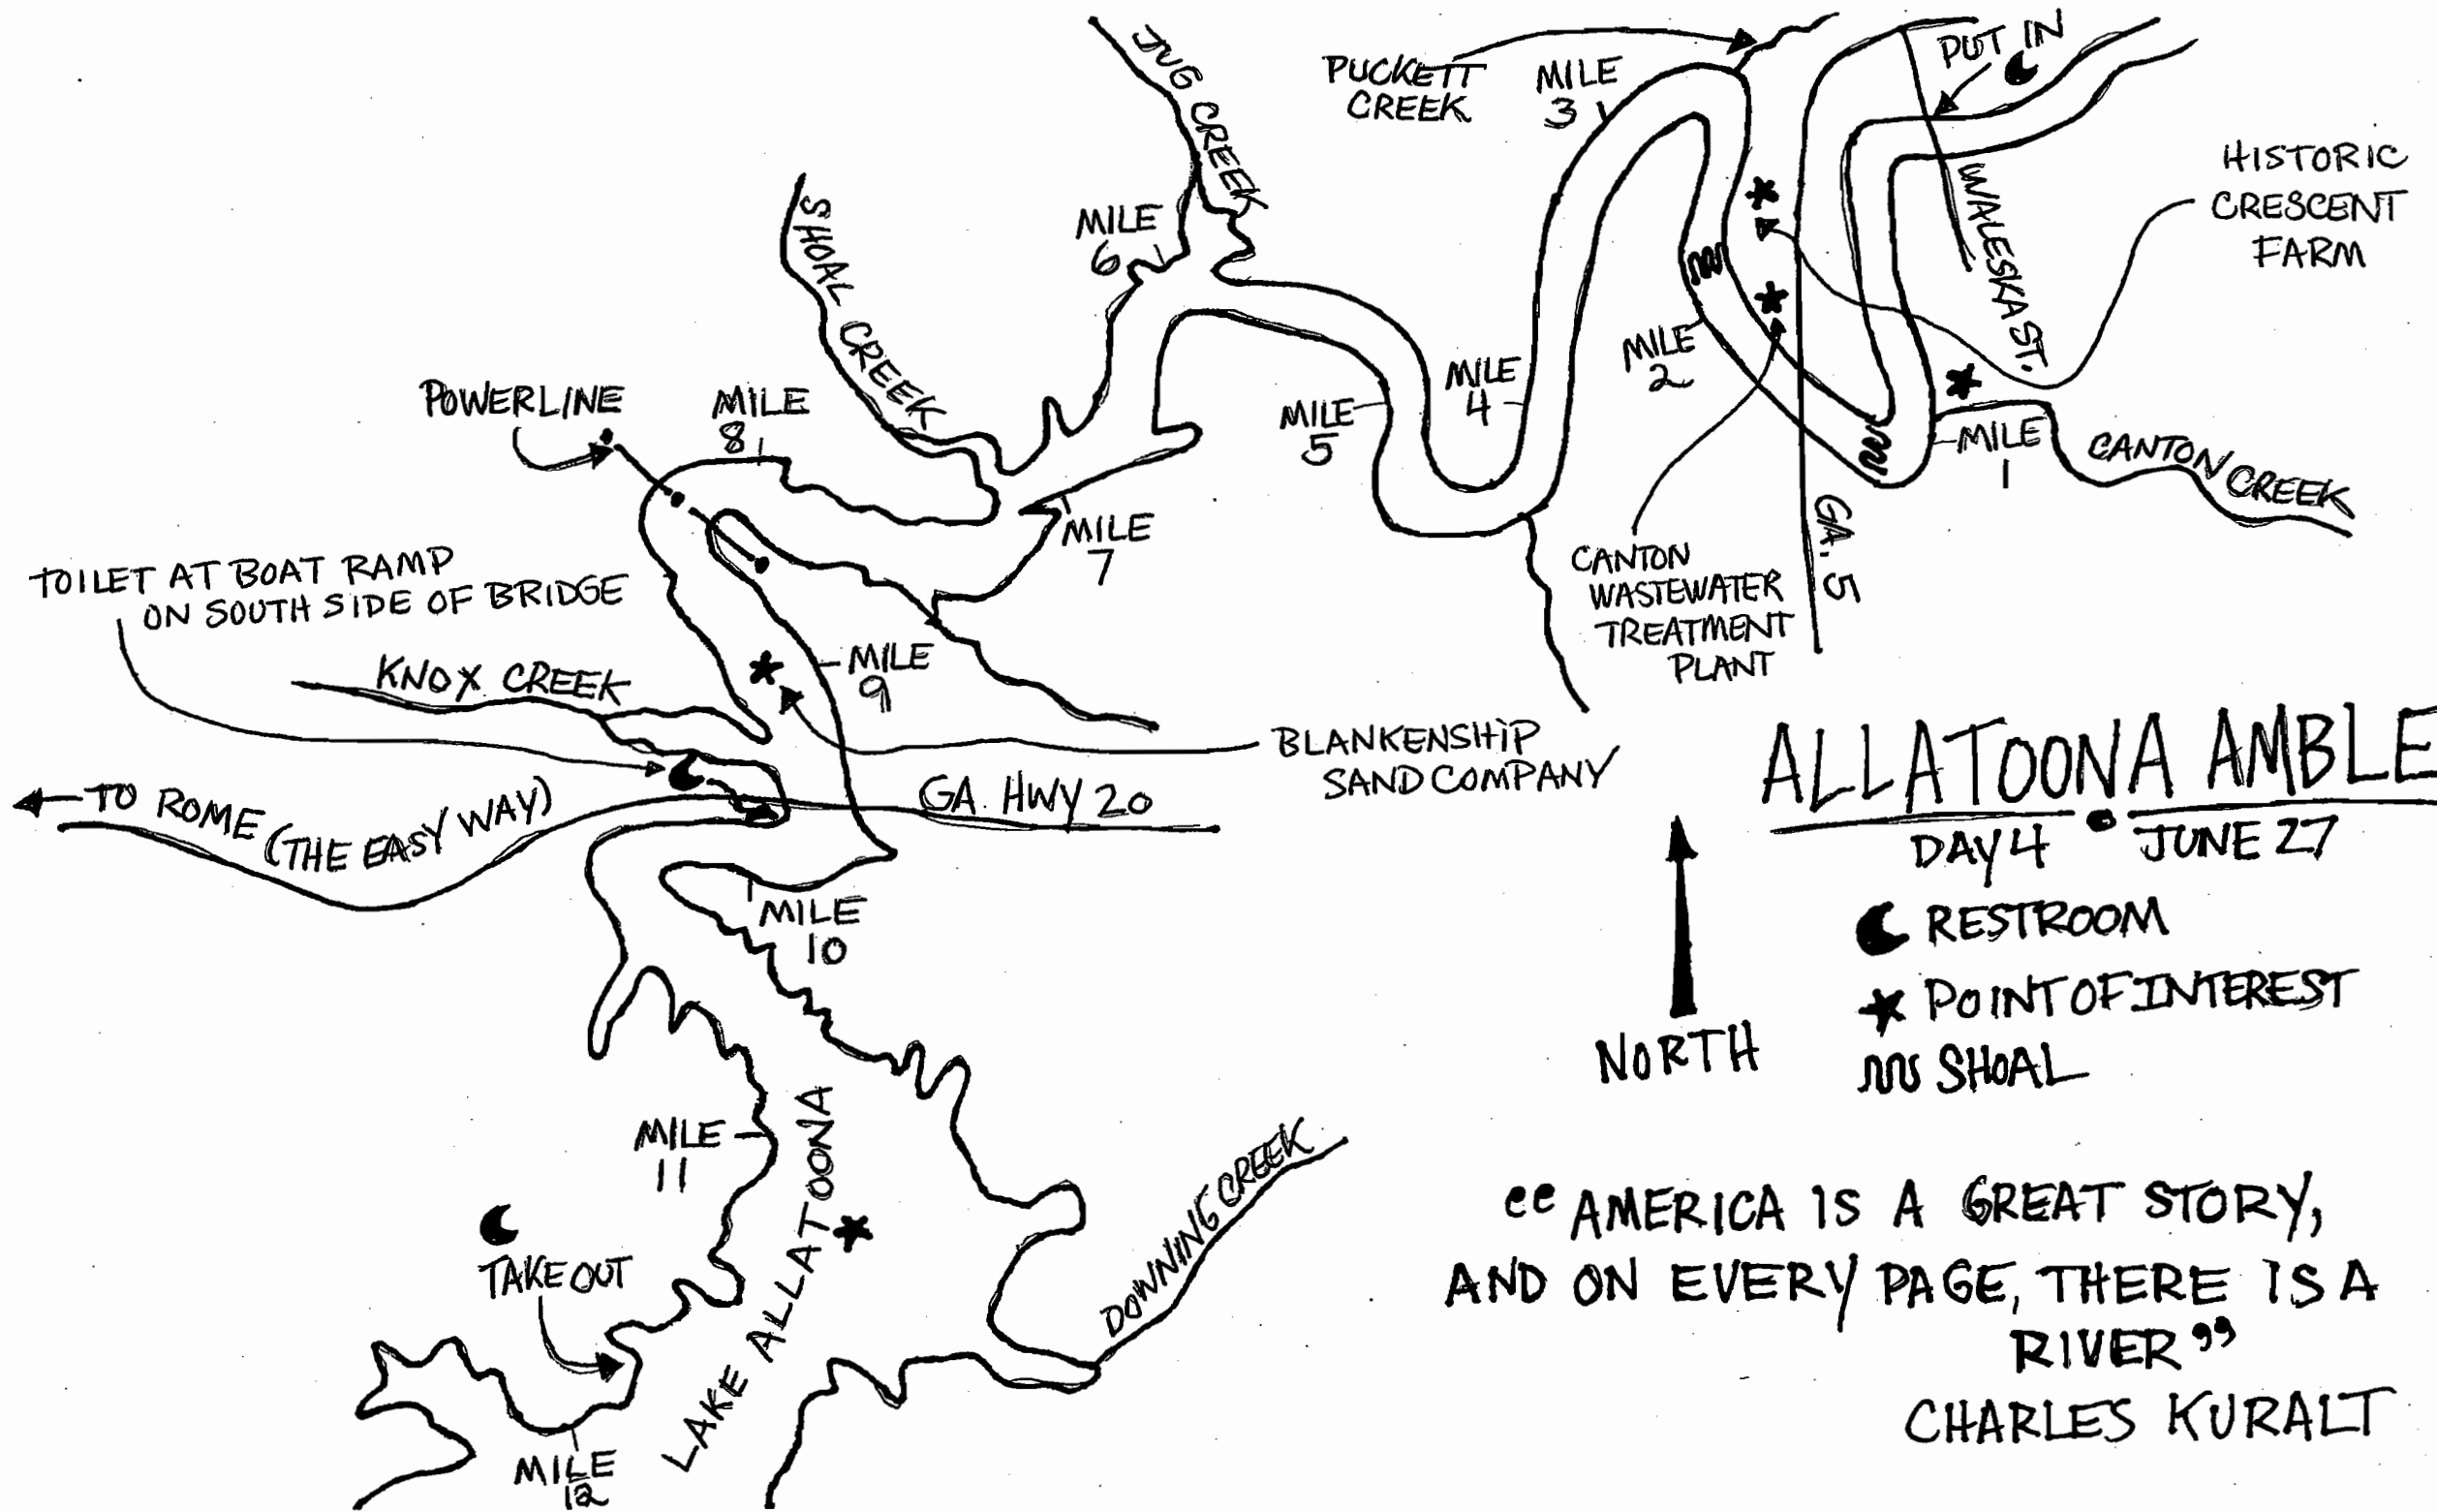 JUG CREEK
PUCKETT
CREEK
MILE
3
PUT IN
HISTORIC
CRESCENT
FARM
WALESKA ST.
SHOAL CREEK
MILE
6
MILE
2
MILE
4
MILE
5
MILE
1
CANTON CREEK
POWERLINE
MILE
8
MILE
7
GA. 5
CANTON
WASTEWATER
TREATMENT
PLANT
TOILET AT BOAT RAMP
ON SOUTH SIDE OF BRIDGE
KNOX CREEK
MILE
9
BLANKENSHIP
SAND COMPANY
TO ROME (THE EASY WAY)
GA. HWY 20
MILE
10
ALLATOONA AMBLE
DAY 4 • JUNE 27
RESTROOM
POINT OF INTEREST
SHOAL
NORTH
MILE
11
TAKE OUT
LAKE ALLATOONA
DOWNING CREEK
MILE
12
“AMERICA IS A GREAT STORY,
AND ON EVERY PAGE, THERE IS A
RIVER”
CHARLES KURALT